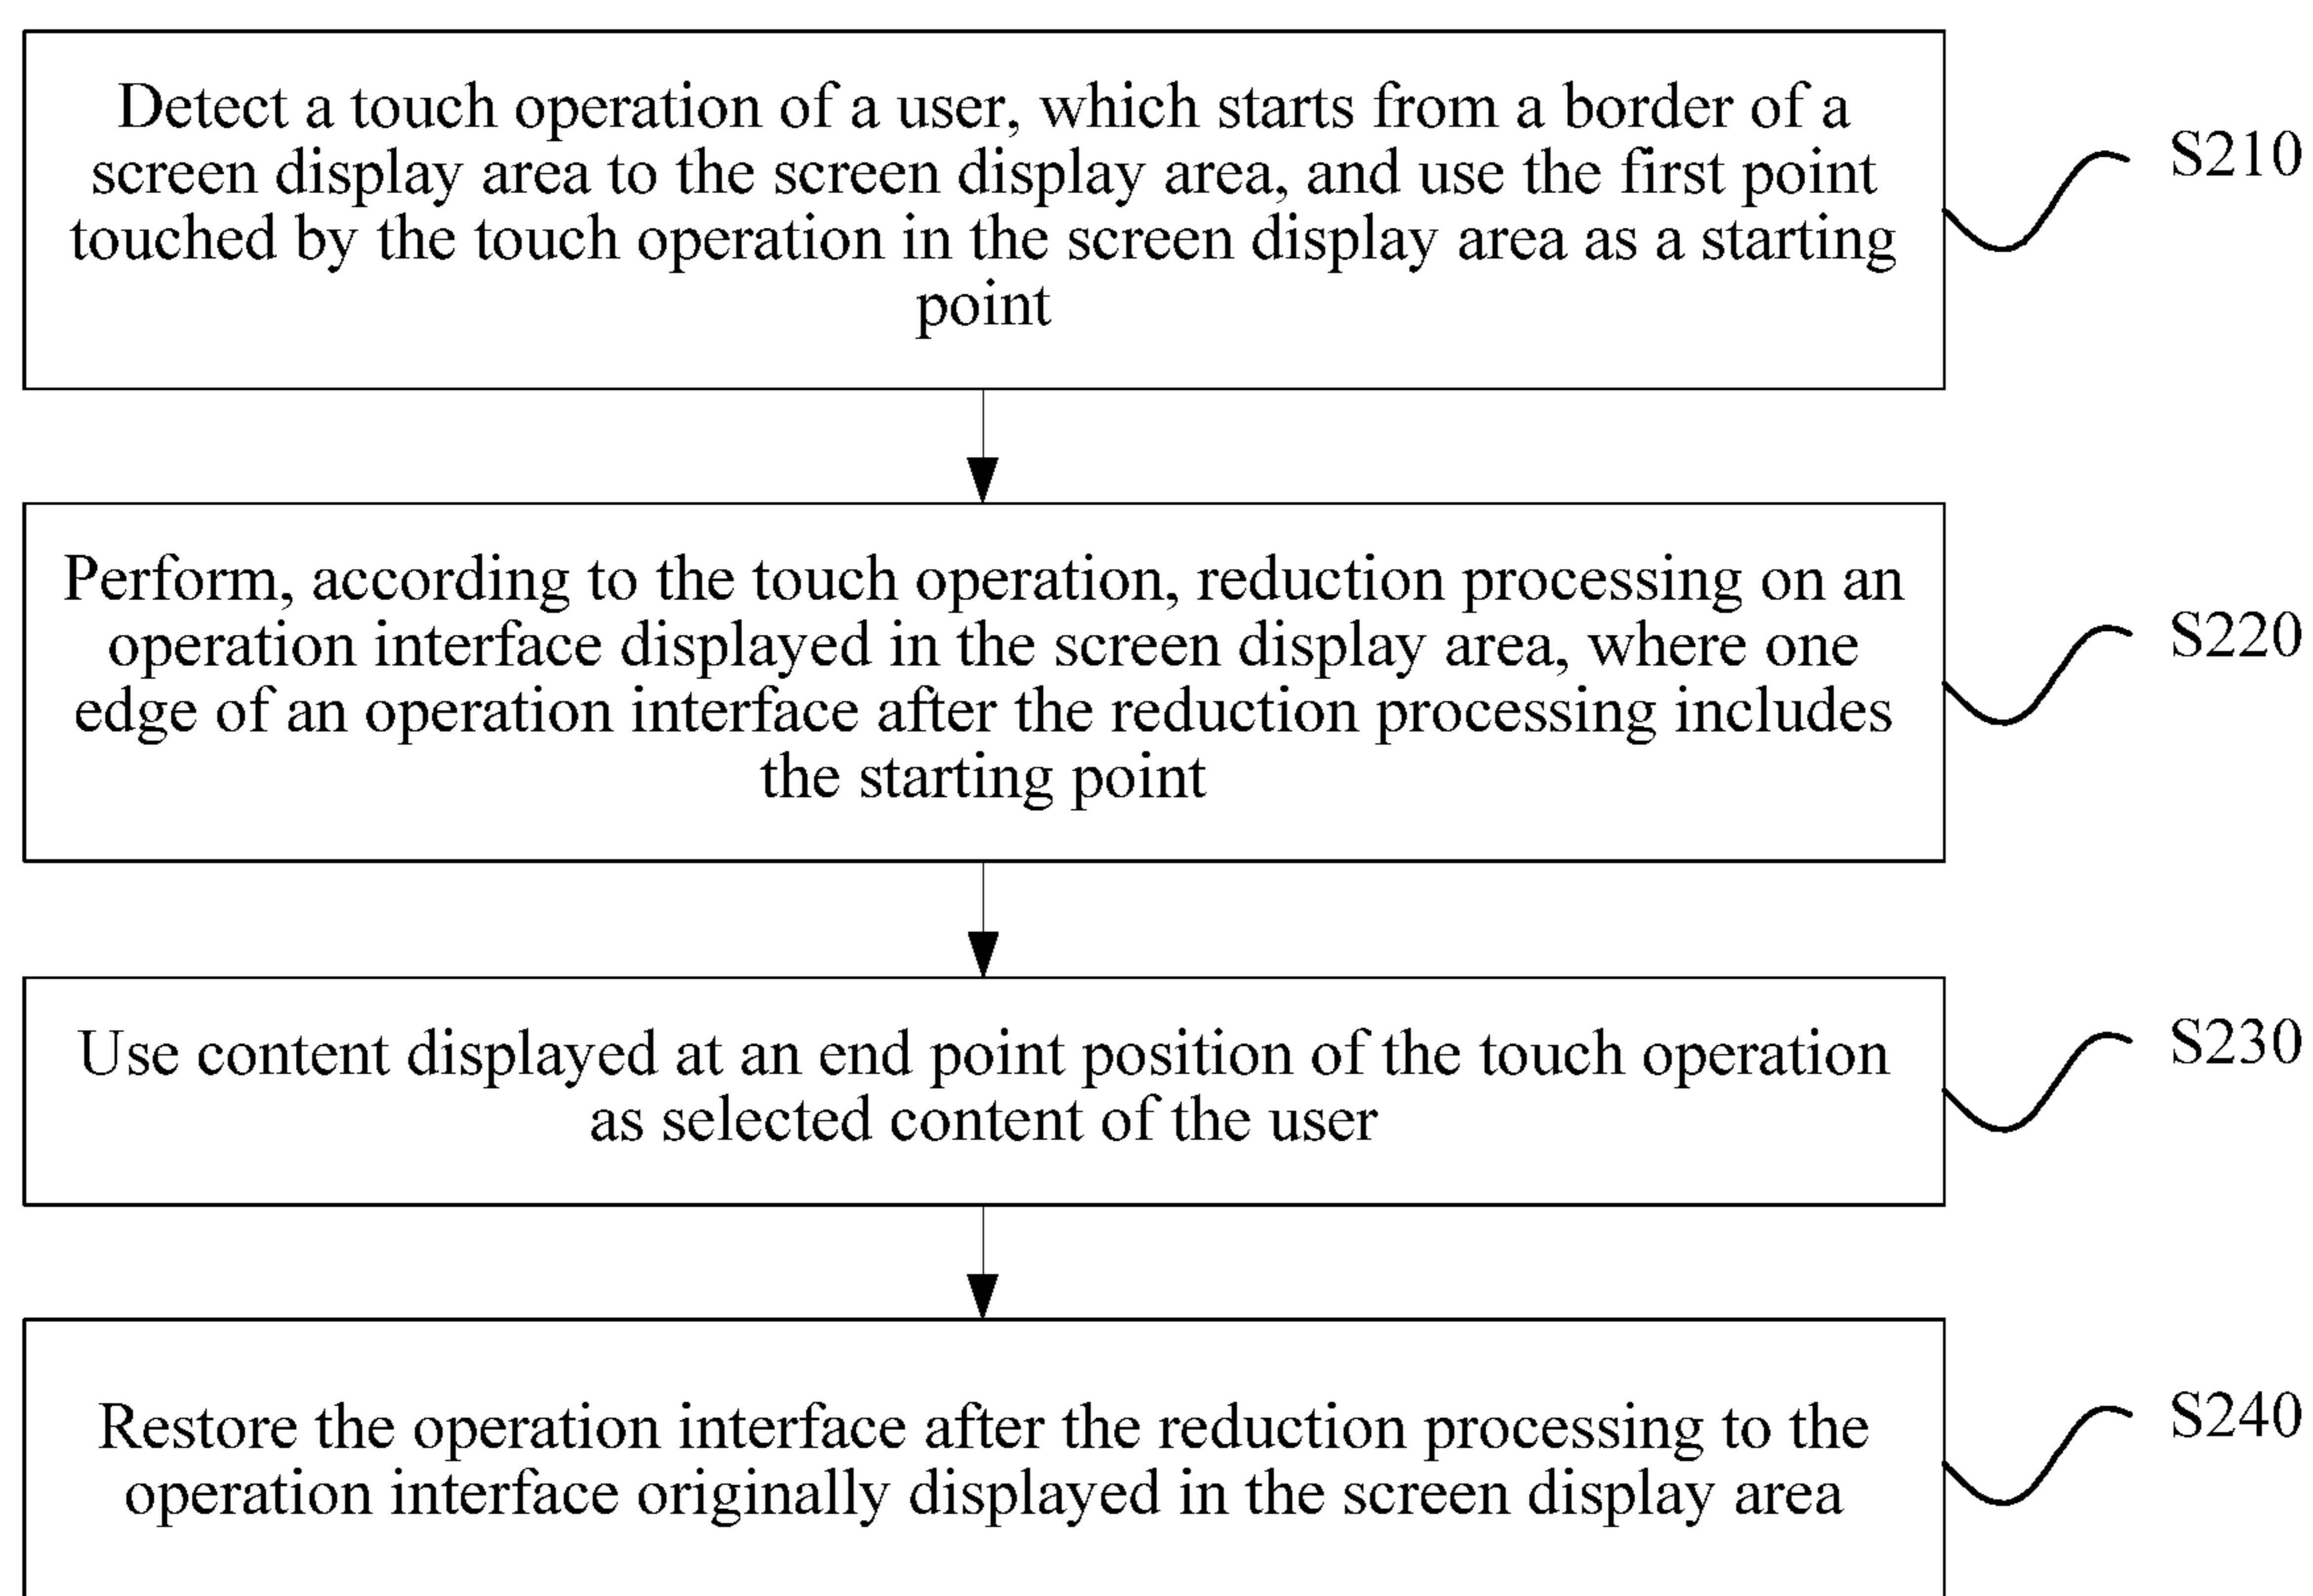 Detect a touch operation of a user, which starts from a border of a
screen display area to the screen display area, and use the first point
touched by the touch operation in the screen display area as a starting
point
S210
Perform, according to the touch operation, reduction processing on an
operation interface displayed in the screen display area, where one
edge of an operation interface after the reduction processing includes
the starting point
S220
Use content displayed at an end point position of the touch operation
as selected content of the user
S230
Restore the operation interface after the reduction processing to the
operation interface originally displayed in the screen display area
S240